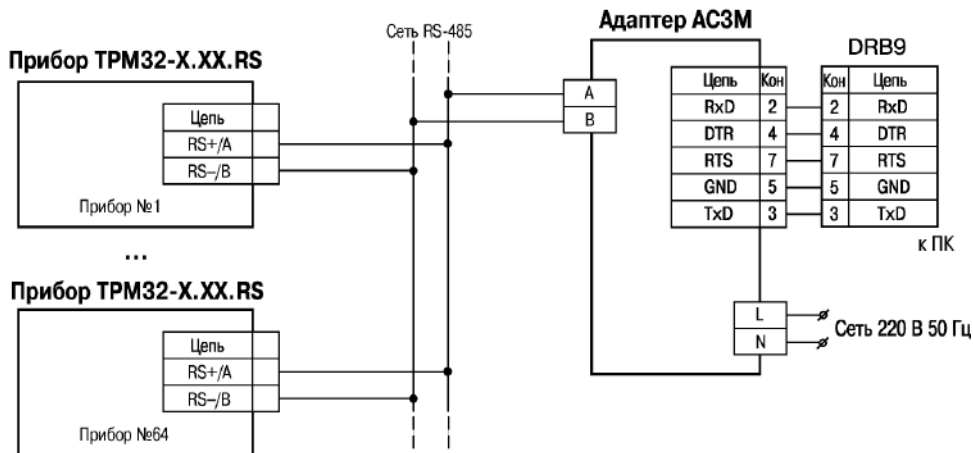 Сеть RS-485
Прибор ТРМ32-Х.ХХ.RS
Цепь
RS+/A
RS–/B
Прибор №1
...
Прибор ТРМ32-Х.ХХ.RS
Цепь
RS+/A
RS–/B
Прибор №64
Адаптер АС3М
A
B
Цепь Кон
RxD 2
DTR 4
RTS 7
GND 5
TxD 3
DRB9
Кон Цепь
2 RxD
4 DTR
7 RTS
5 GND
3 TxD
к ПК
L
N
Сеть 220 В 50 Гц